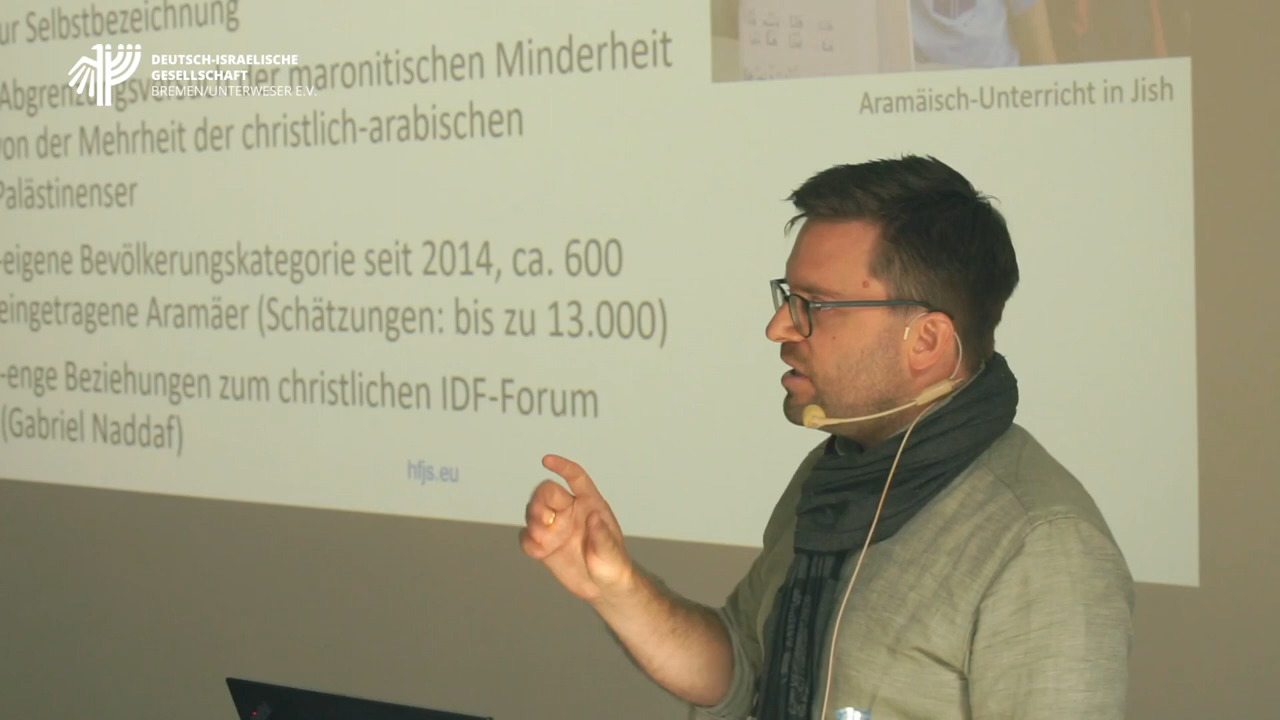 ur Selbstbezeichnung
DEUTSCH-ISRAELISCHE
GESELLSCHAFT
BREMEN/UNTERWESER E.V.
der maronitischen Minderheit
von der Mehrheit der christlich-arabischen
Palästinenser
-eigene Bevölkerungskategorie seit 2014, ca. 600
eingetragene Aramäer (Schätzungen: bis zu 13.000)
-enge Beziehungen zum christlichen IDF-Forum
(Gabriel Naddaf)
hfjs.eu
Aramäisch-Unterricht in Jish